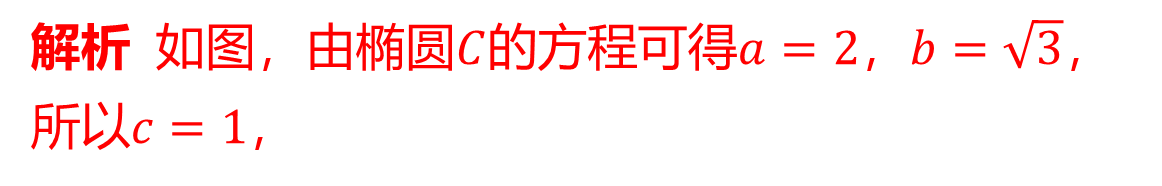 解析 如图，由椭圆C的方程可得a = 2，b = √3，
所以c = 1，